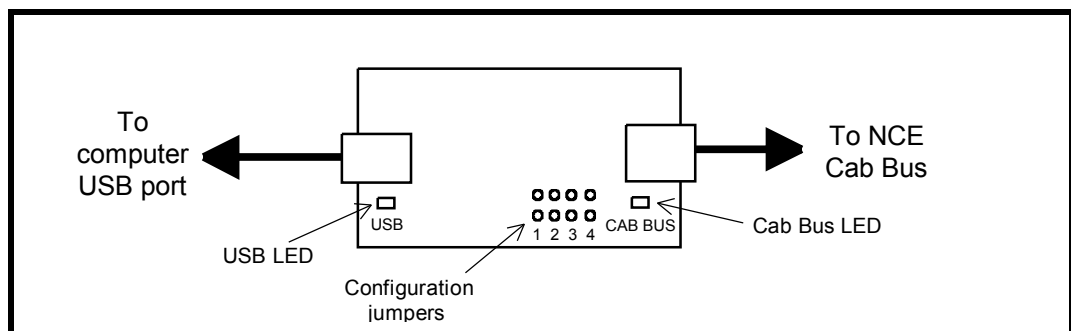 To
computer
USB port
To NCE
Cab Bus
USB
1 2 3 4
CAB BUS
USB LED
Cab Bus LED
Configuration
jumpers